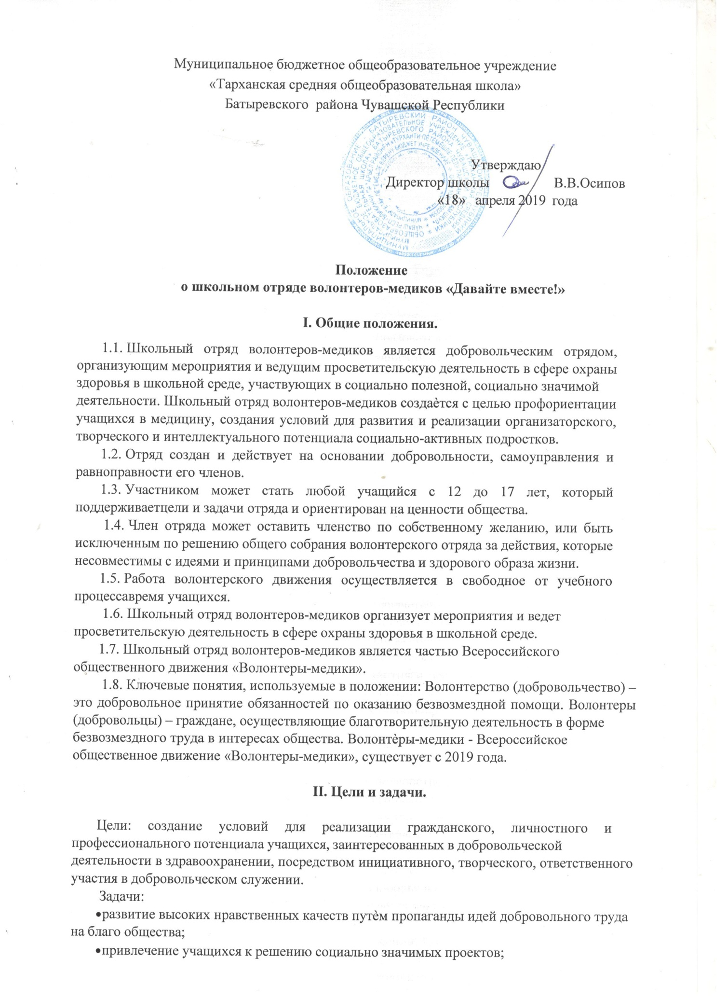 Муниципальное бюджетное общеобразовательное учреждение
«Тарханская средняя общеобразовательная школа»
Батыревского района Чувашской Республики
Утверждаю
Директор школы В.В.Осипов
«18» апреля 2019 года
Положение
о школьном отряде волонтеров-медиков «Давайте вместе!»
I. Общие положения.
1.1. Школьный отряд волонтеров-медиков является добровольческим отрядом,
организующим мероприятия и ведущим просветительскую деятельность в сфере охраны
здоровья в школьной среде, участвующих в социально полезной, социально значимой
деятельности. Школьный отряд волонтеров-медиков создаѐтся с целью профориентации
учащихся в медицину, создания условий для развития и реализации организаторского,
творческого и интеллектуального потенциала социально-активных подростков.
1.2. Отряд создан и действует на основании добровольности, самоуправления и
равноправности его членов.
1.3. Участником может стать любой учащийся с 12 до 17 лет, который
поддерживаетцели и задачи отряда и ориентирован на ценности общества.
1.4. Член отряда может оставить членство по собственному желанию, или быть
исключенным по решению общего собрания волонтерского отряда за действия, которые
несовместимы с идеями и принципами добровольчества и здорового образа жизни.
1.5. Работа волонтерского движения осуществляется в свободное от учебного
процессавремя учащихся.
1.6. Школьный отряд волонтеров-медиков организует мероприятия и ведет
просветительскую деятельность в сфере охраны здоровья в школьной среде.
1.7. Школьный отряд волонтеров-медиков является частью Всероссийского
общественного движения «Волонтеры-медики».
1.8. Ключевые понятия, используемые в положении: Волонтерство (добровольчество) –
это добровольное принятие обязанностей по оказанию безвозмездной помощи. Волонтеры
(добровольцы) – граждане, осуществляющие благотворительную деятельность в форме
безвозмездного труда в интересах общества. Волонтѐры-медики - Всероссийское
общественное движение «Волонтеры-медики», существует с 2019 года.
II. Цели и задачи.
Цели: создание условий для реализации гражданского, личностного и
профессионального потенциала учащихся, заинтересованных в добровольческой
деятельности в здравоохранении, посредством инициативного, творческого, ответственного
участия в добровольческом служении.
Задачи:
•развитие высоких нравственных качеств путѐм пропаганды идей добровольного труда
на благо общества;
•привлечение учащихся к решению социально значимых проектов;